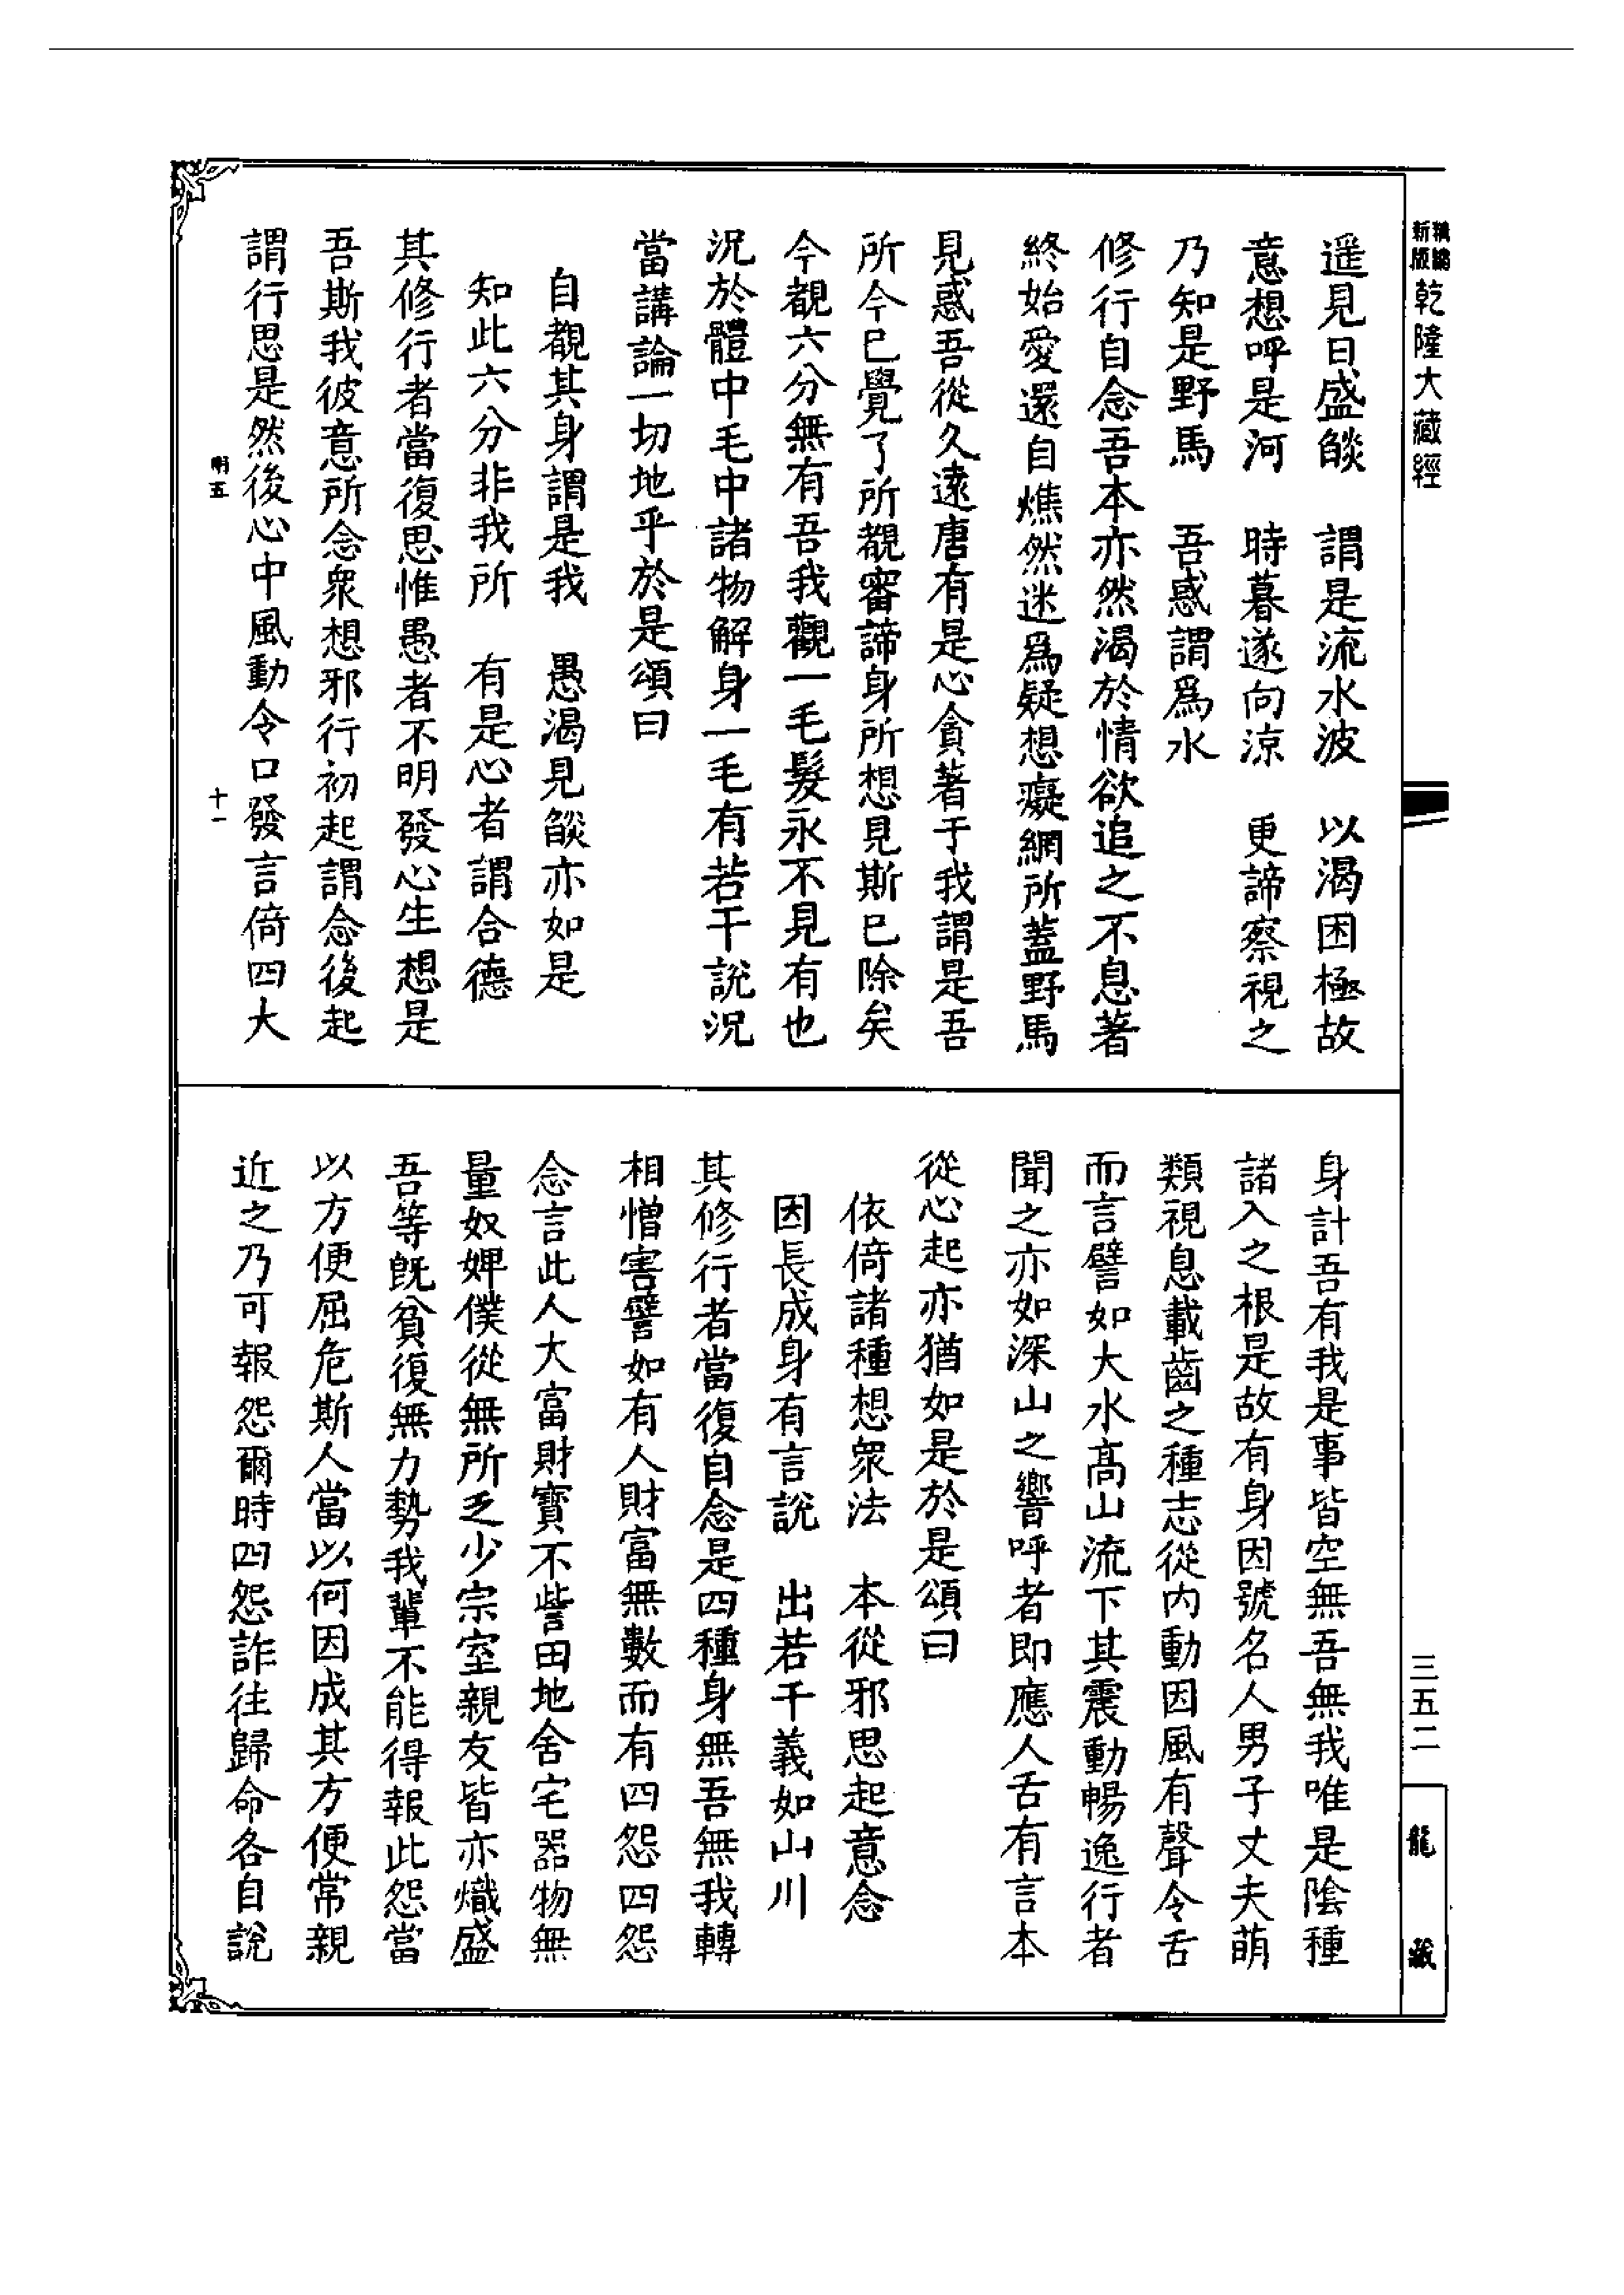 新版精編乾隆大藏經
遥見日盛燄　謂是流水波　以渴困極故
意想呼是河　時暮遂向涼　更諦察視之
乃知是野馬　吾惑謂爲水
修行自念吾本亦然渴於情欲追之不息著
終始愛還自燋然迷爲疑想癡網所蓋野馬
見惑吾從久遠唐有是心貪著于我謂是吾
所今巳覺了所覩審諦身所想見斯巳除矣
今覩六分無有吾我觀一毛髮永不見有也
況於體中毛中諸物解身一毛有若干說況
當講論一切地乎於是頌曰
自覩其身謂是我　愚渴見燄亦如是
知此六分非我所　有是心者謂合德
其修行者當復思惟愚者不明發心生想是
吾斯我彼意所念衆想邪行初起謂念後起
謂行思是然後心中風動令口發言倚四大
明五　十一
身計吾有我是事皆空無吾無我唯是陰種
諸入之根是故有身因號名人男子丈夫萌
類視息載齒之種志從内動因風有聲令舌
而言譬如大水高山流下其震動暢逸行者
聞之亦如深山之響呼者即應人舌有言本
從心起亦猶如是於是頌曰
依倚諸種想衆法　本從邪思起意念
因長成身有言說　出若干義如山川
其修行者當復自念是四種身無吾無我轉
相憎害譬如有人財富無數而有四怨四怨
念言此人大富財寶不訾田地舍宅器物無
量奴婢僕從無所乏少宗室親友皆亦熾盛
吾等旣貧復無力勢我輩不能得報此怨當
以方便屈危斯人當以何因成其方便常親
近之乃可報怨爾時四怨詐往歸命各自說
三五二
龍藏